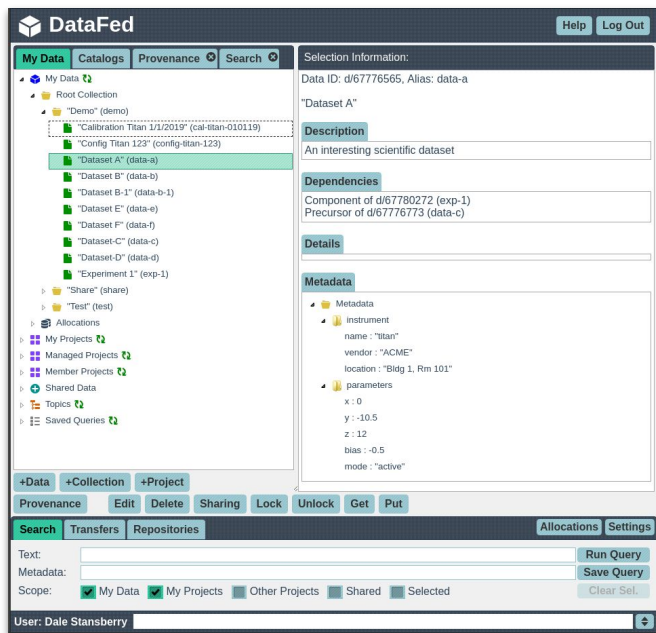 DataFed
Help Log Out
My Data Catalogs Provenance Search
My Data
Root Collection
"Demo" (demo)
"Calibration Titan 1/1/2019" (cal-titan-010119)
"Config Titan 123" (config-titan-123)
"Dataset A" (data-a)
"Dataset B" (data-b)
"Dataset B-1" (data-b-1)
"Dataset E" (data-e)
"Dataset F" (data-f)
"Dataset-C" (data-c)
"Dataset-D" (data-d)
"Experiment 1" (exp-1)
"Share" (share)
"Test" (test)
Allocations
My Projects
Managed Projects
Member Projects
Shared Data
Topics
Saved Queries
Selection Information:
Data ID: d/67776565, Alias: data-a
"Dataset A"
Description
An interesting scientific dataset
Dependencies
Component of d/67780272 (exp-1)
Precursor of d/67776773 (data-c)
Details
Metadata
Metadata
instrument
name : "titan"
vendor : "ACME"
location : "Bldg 1, Rm 101"
parameters
x : 0
y : -10.5
z : 12
bias : -0.5
mode : "active"
+Data +Collection +Project
Provenance Edit Delete Sharing Lock Unlock Get Put
Search Transfers Repositories Allocations Settings
Text: Run Query
Metadata: Save Query
Scope: My Data My Projects Other Projects Shared Selected Clear Sel.
User: Dale Stansberry